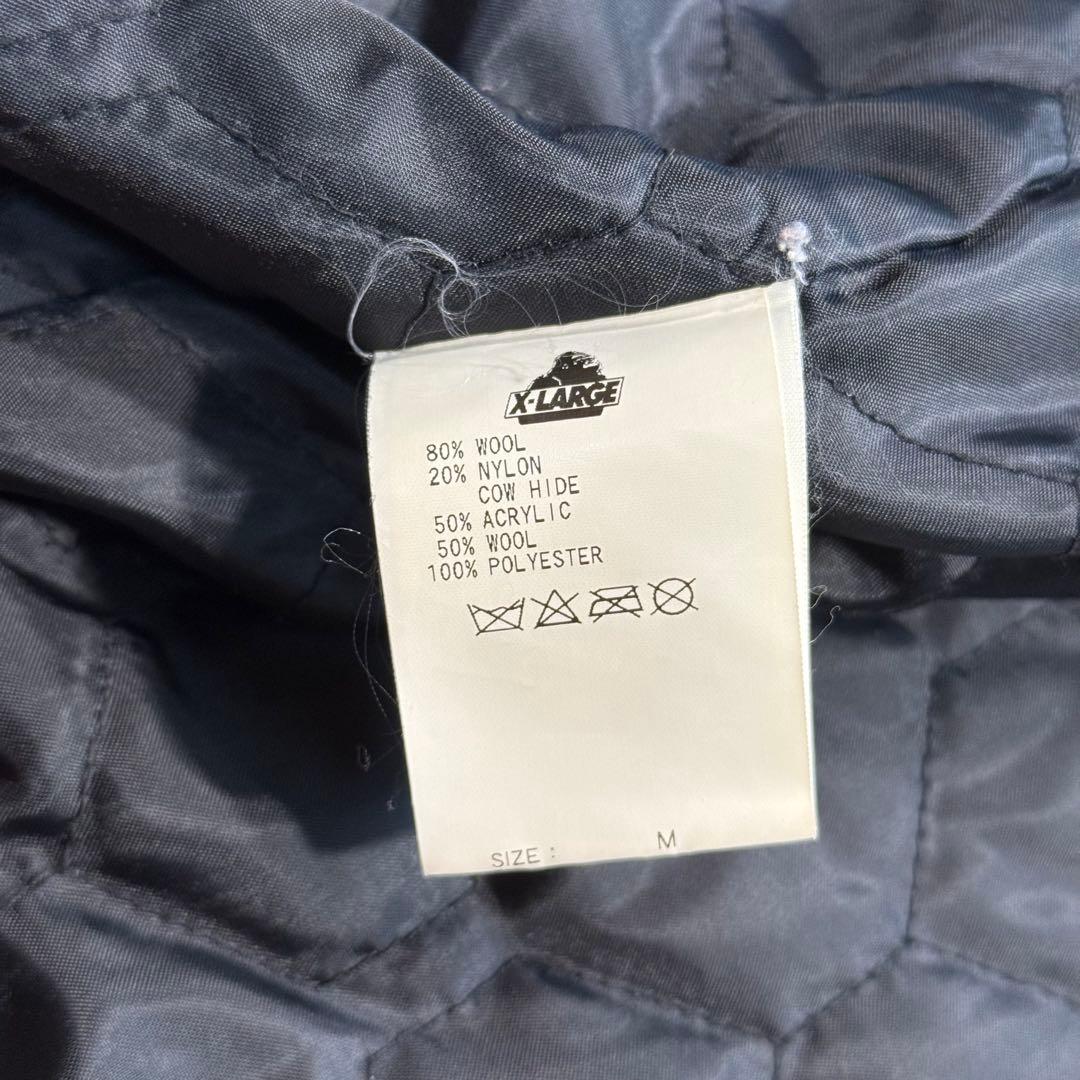 X-LARGE
80% WOOL
20% NYLON
COW HIDE
50% ACRYLIC
50% WOOL
100% POLYESTER
SIZE : M